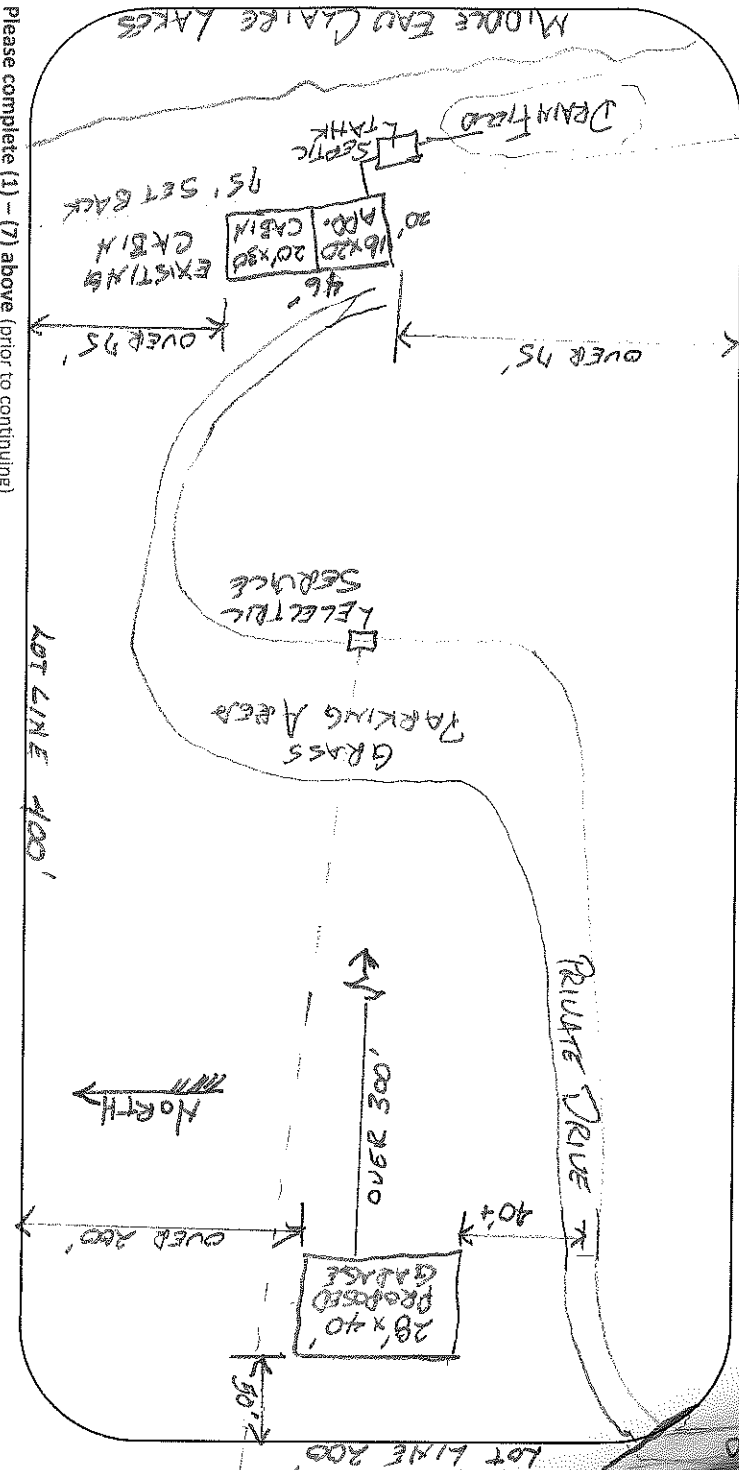 Please complete (1) – (7) above (prior to continuing)
LOT LINE 200'
50'
28' x 40'
PROPOSED
GARAGE
40'+
OVER 200'
NORTH
OVER 300'
PRIVATE DRIVE
LOT LINE 400'
GRASS
PARKING AREA
ELECTRIC
SERVICE
OVER 75'
OVER 75'
46'
EXISTING
CABIN
20'x30
CABIN
16x20
ADD.
20'
75' SET BACK
SEPTIC
TANK
DRAIN FIELD
MIDDLE EAU CLAIRE LAKES